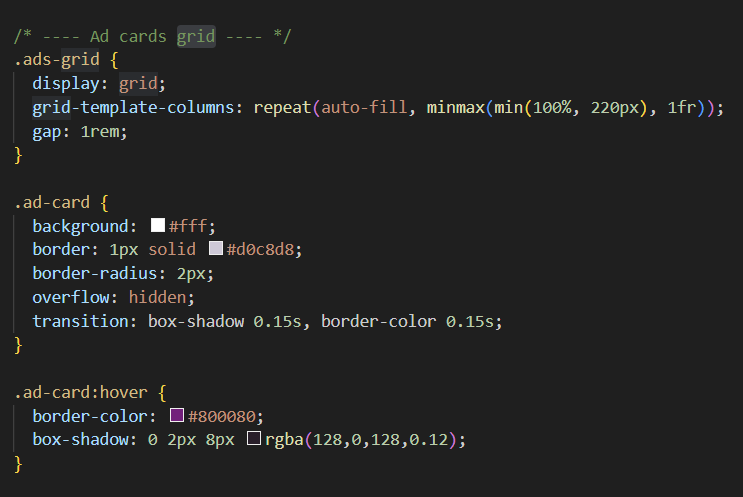 /* ---- Ad cards grid ---- */
.ads-grid {
  display: grid;
  grid-template-columns: repeat(auto-fill, minmax(min(100%, 220px), 1fr));
  gap: 1rem;
}

.ad-card {
  background: #fff;
  border: 1px solid #d0c8d8;
  border-radius: 2px;
  overflow: hidden;
  transition: box-shadow 0.15s, border-color 0.15s;
}

.ad-card:hover {
  border-color: #800080;
  box-shadow: 0 2px 8px rgba(128,0,128,0.12);
}